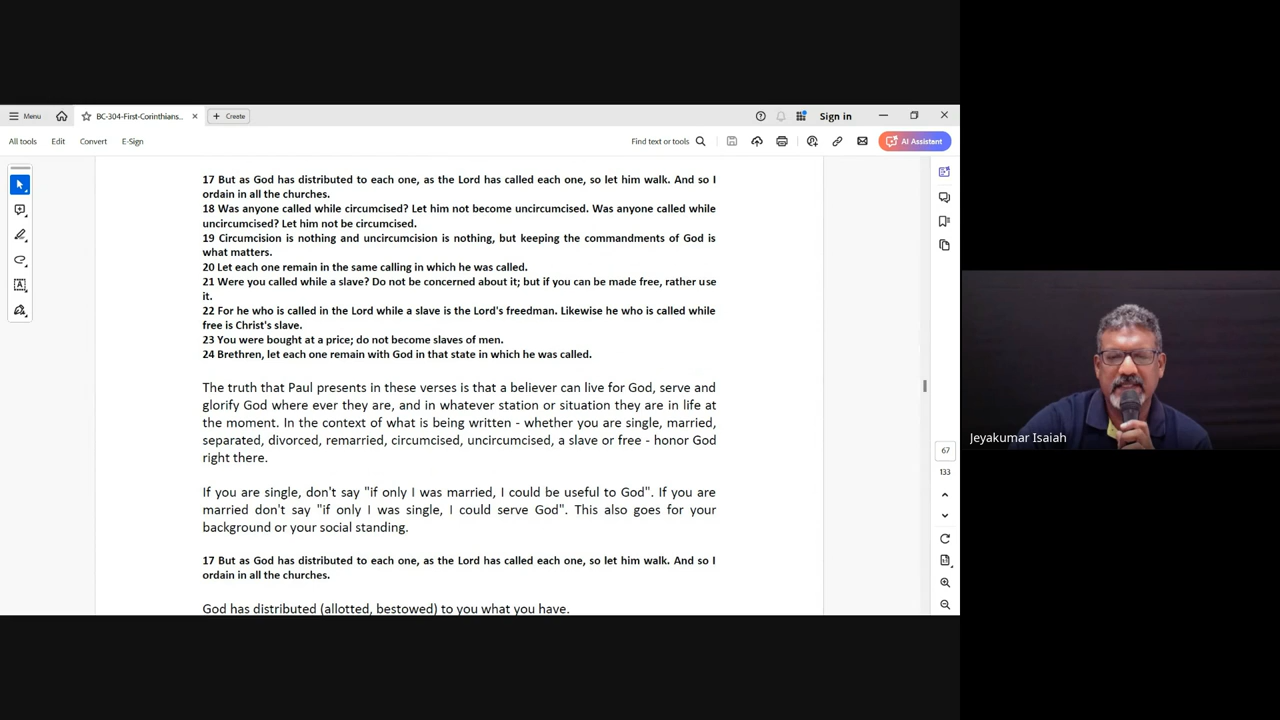 Menu
BC-304-First-Corinthians...
Create
Sign in
All tools
Edit
Convert
E-Sign
Find text or tools
AI Assistant
17 But as God has distributed to each one, as the Lord has called each one, so let him walk. And so I
ordain in all the churches.
18 Was anyone called while circumcised? Let him not become uncircumcised. Was anyone called while
uncircumcised? Let him not be circumcised.
19 Circumcision is nothing and uncircumcision is nothing, but keeping the commandments of God is
what matters.
20 Let each one remain in the same calling in which he was called.
21 Were you called while a slave? Do not be concerned about it; but if you can be made free, rather use
it.
22 For he who is called in the Lord while a slave is the Lord's freedman. Likewise he who is called while
free is Christ's slave.
23 You were bought at a price; do not become slaves of men.
24 Brethren, let each one remain with God in that state in which he was called.
The truth that Paul presents in these verses is that a believer can live for God, serve and
glorify God where ever they are, and in whatever station or situation they are in life at
the moment. In the context of what is being written - whether you are single, married,
separated, divorced, remarried, circumcised, uncircumcised, a slave or free - honor God
right there.
If you are single, don't say "if only I was married, I could be useful to God". If you are
married don't say "if only I was single, I could serve God". This also goes for your
background or your social standing.
17 But as God has distributed to each one, as the Lord has called each one, so let him walk. And so I
ordain in all the churches.
God has distributed (allotted, bestowed) to you what you have.
67
133
Jeyakumar Isaiah